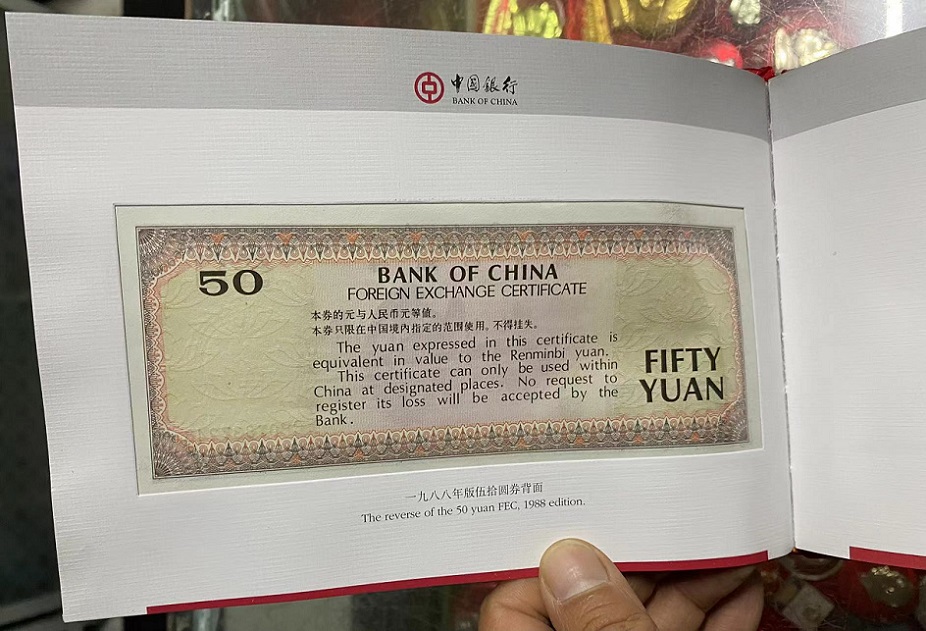 中国银行
BANK OF CHINA
50
BANK OF CHINA
FOREIGN EXCHANGE CERTIFICATE
本券的元与人民币元等值。
本券只限在中国境内指定的范围使用,不得挂失。
The yuan expressed in this certificate is
equivalent in value to the Renminbi yuan.
This certificate can only be used within
China at designated places. No request to
register its loss will be accepted by the
Bank.
FIFTY
YUAN
一九八八年版伍拾圆券背面
The reverse of the 50 yuan FEC, 1988 edition.